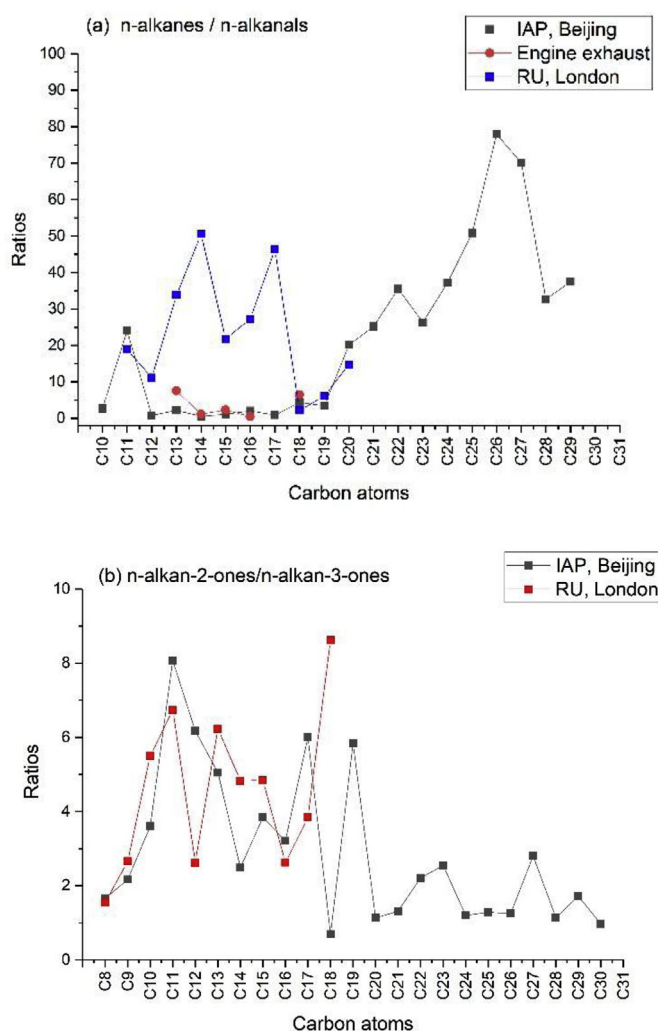 (a) n-alkanes / n-alkanals
IAP, Beijing
Engine exhaust
RU, London
100
90
80
70
60
50
40
30
20
10
0
Ratios
C10
C11
C12
C13
C14
C15
C16
C17
C18
C19
C20
C21
C22
C23
C24
C25
C26
C27
C28
C29
C30
C31
Carbon atoms
(b) n-alkan-2-ones/n-alkan-3-ones
IAP, Beijing
RU, London
10
8
6
4
2
0
Ratios
C8
C9
C10
C11
C12
C13
C14
C15
C16
C17
C18
C19
C20
C21
C22
C23
C24
C25
C26
C27
C28
C29
C30
C31
Carbon atoms